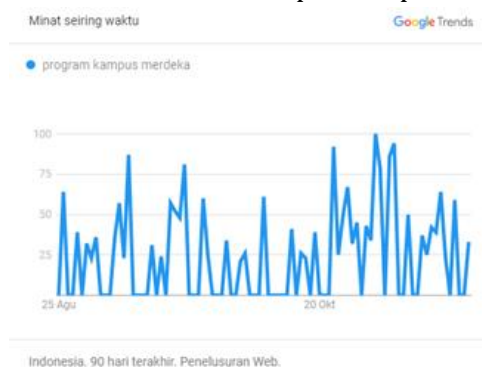 Minat seiring waktu
Google Trends
program kampus merdeka
100
75
50
25
25 Agu
20 Okt
Indonesia. 90 hari terakhir. Penelusuran Web.